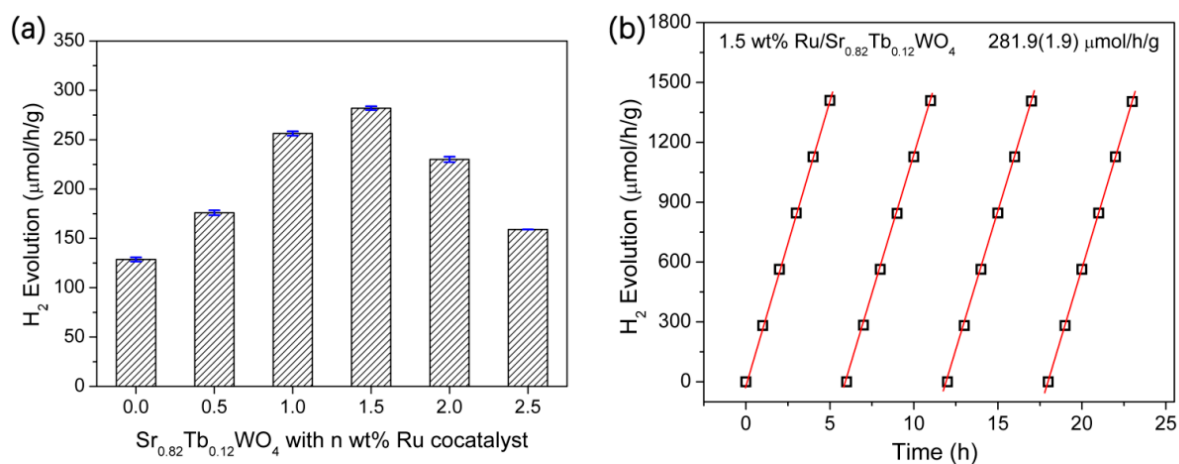 (a)
350
300
250
200
150
100
50
0
H₂ Evolution (μmol/h/g)
0.0 0.5 1.0 1.5 2.0 2.5
Sr₀.₈₂Tb₀.₁₂WO₄ with n wt% Ru cocatalyst
(b)
1800
1500
1200
900
600
300
0
H₂ Evolution (μmol/h/g)
1.5 wt% Ru/Sr₀.₈₂Tb₀.₁₂WO₄ 281.9(1.9) μmol/h/g
0 5 10 15 20 25
Time (h)